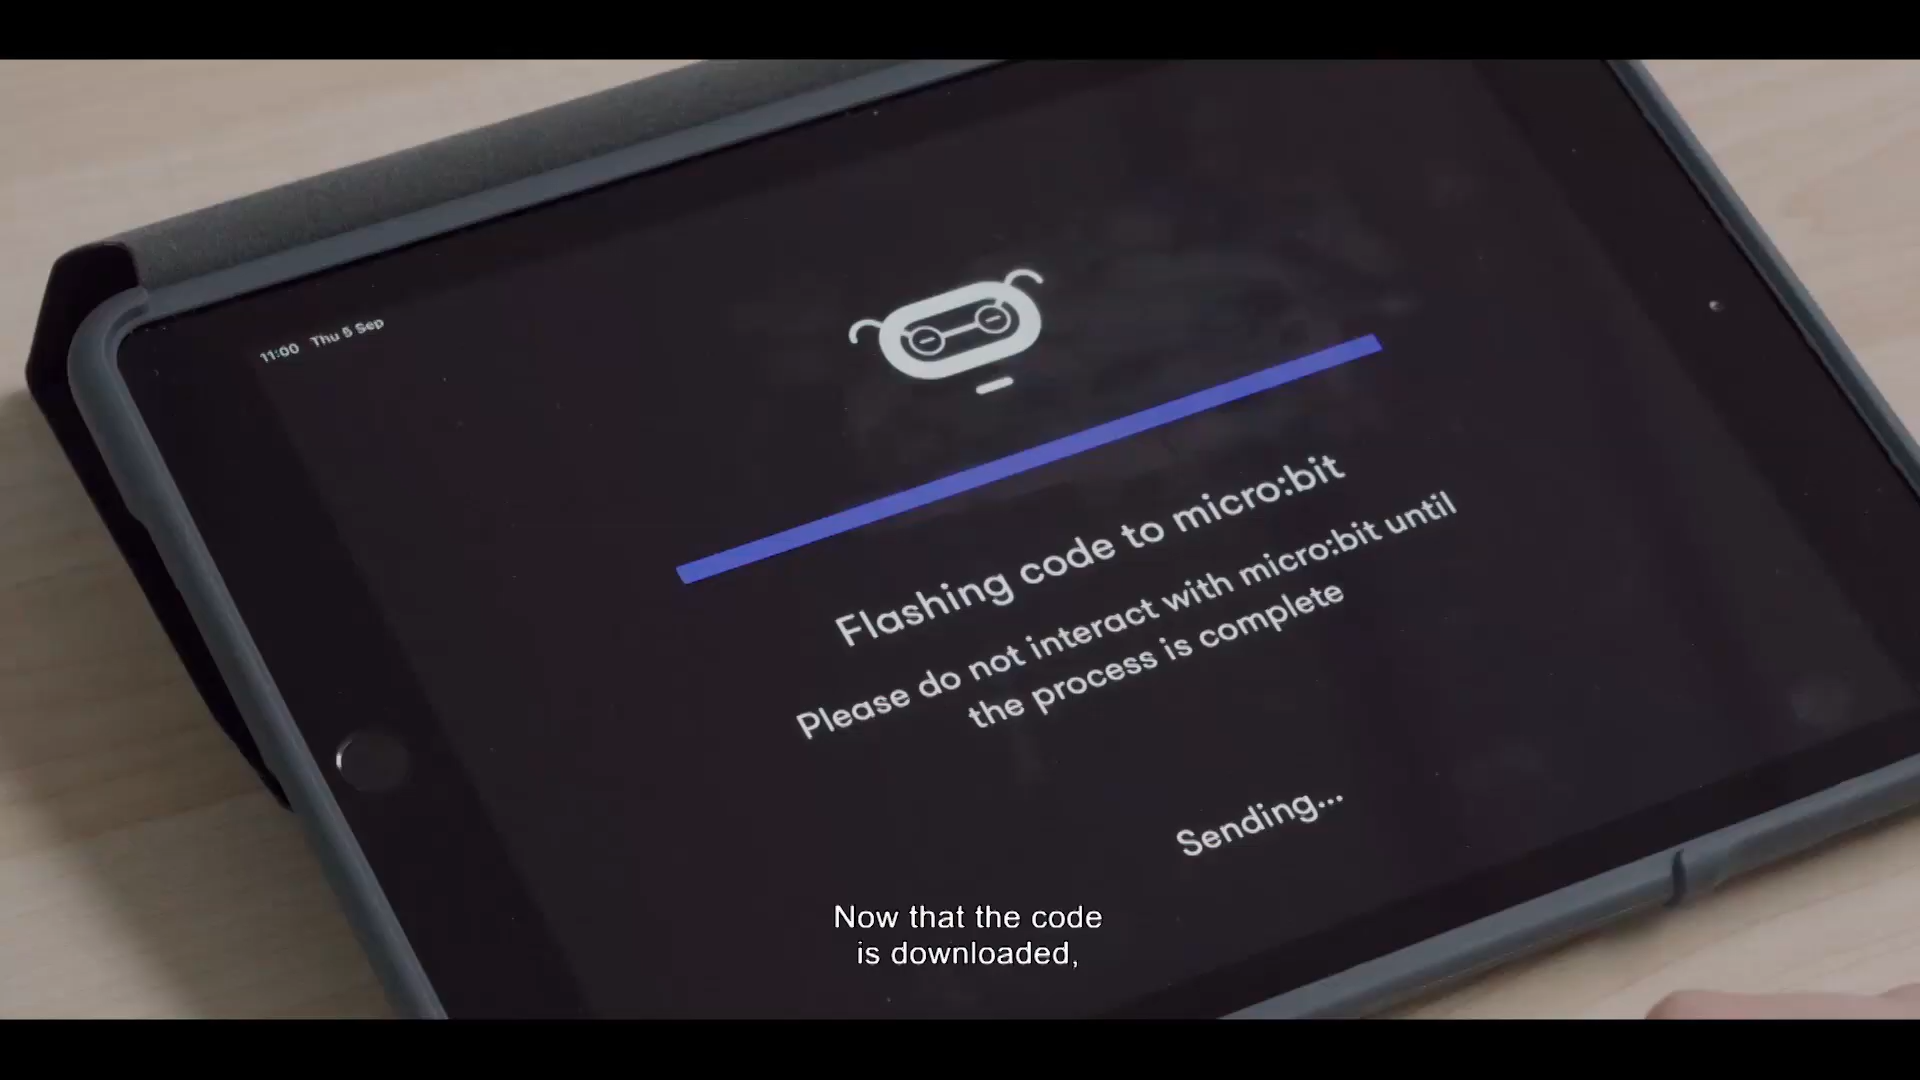 11:00 Thu 5 Sep
Flashing code to micro:bit
Please do not interact with micro:bit until
the process is complete
Sending...
Now that the code
is downloaded,